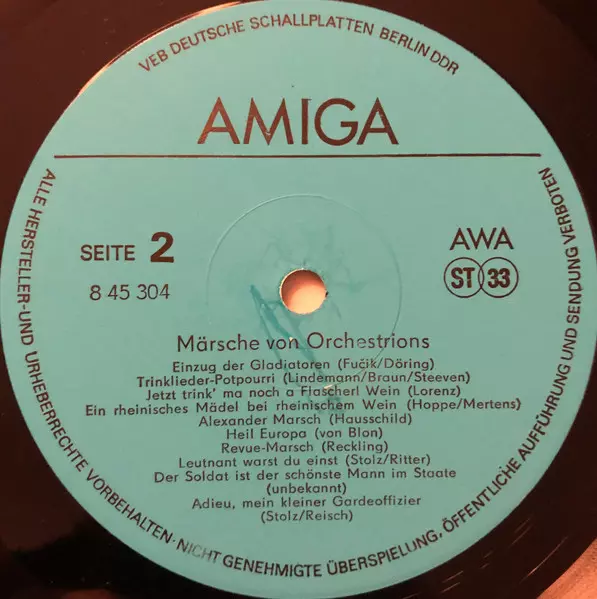 VEB DEUTSCHE SCHALLPLATTEN BERLIN DDR
AMIGA
SEITE 2
8 45 304
AWA
ST 33
Märsche von Orchestrions
Einzug der Gladiatoren (Fučik/Döring)
Trinklieder-Potpourri (Lindemann/Braun/Steeven)
Jetzt trink' ma noch a Flascherl Wein (Lorenz)
Ein rheinisches Mädel bei rheinischem Wein (Hoppe/Mertens)
Alexander Marsch (Hausschild)
Heil Europa (von Blon)
Revue-Marsch (Reckling)
Leutnant warst du einst (Stolz/Ritter)
Der Soldat ist der schönste Mann im Staate
(unbekannt)
Adieu, mein kleiner Gardeoffizier
(Stolz/Reisch)
ALLE HERSTELLER-UND URHEBERRECHTE VORBEHALTEN·NICHT GENEHMIGTE ÜBERSPIELUNG, ÖFFENTLICHE AUFFÜHRUNG UND SENDUNG VERBOTEN